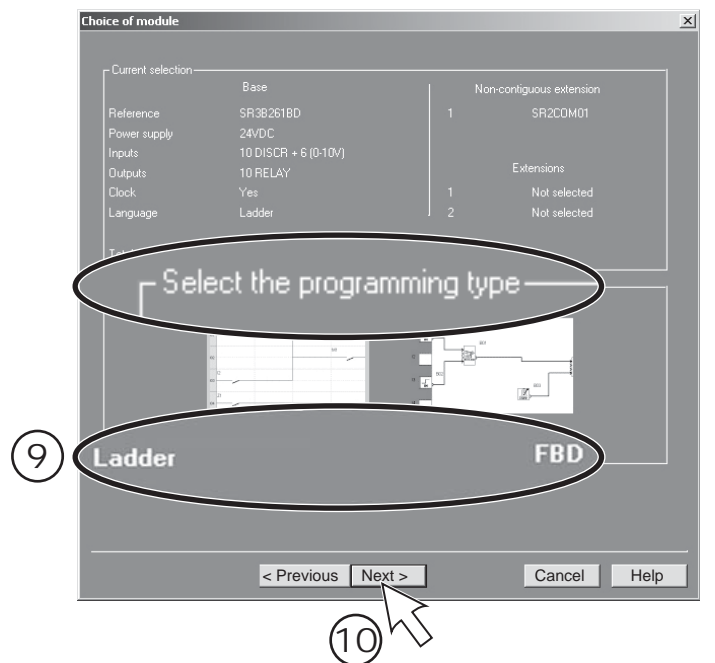 Choice of module
Current selection
Base
Non-contiguous extension
Reference SR3B261BD 1 SR2COM01
Power supply 24VDC
Inputs 10 DISCR + 6 (0-10V)
Extensions
Outputs 10 RELAY
Clock Yes 1 Not selected
Language Ladder 2 Not selected
Select the programming type
9
Ladder FBD
< Previous Next > Cancel Help
10